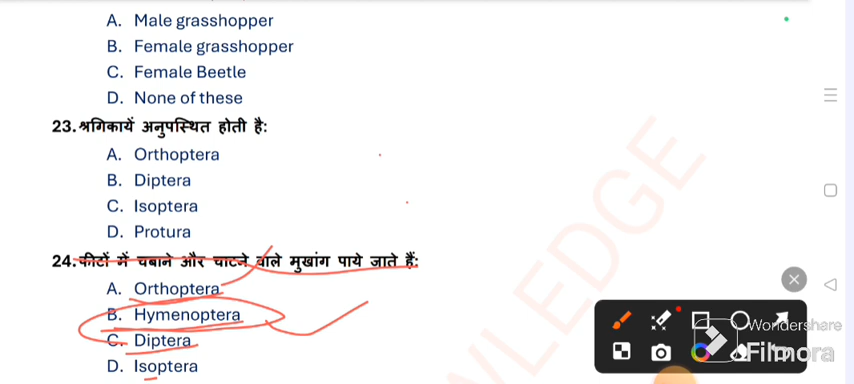 A. Male grasshopper
B. Female grasshopper
C. Female Beetle
D. None of these
23. श्रगिकायें अनुपस्थित होती है:
A. Orthoptera
B. Diptera
C. Isoptera
D. Protura
24. कीटों में चबाने और चाटने वाले मुखांग पाये जाते हैं:
A. Orthoptera
B. Hymenoptera
C. Diptera
D. Isoptera
Wondershare
Filmora